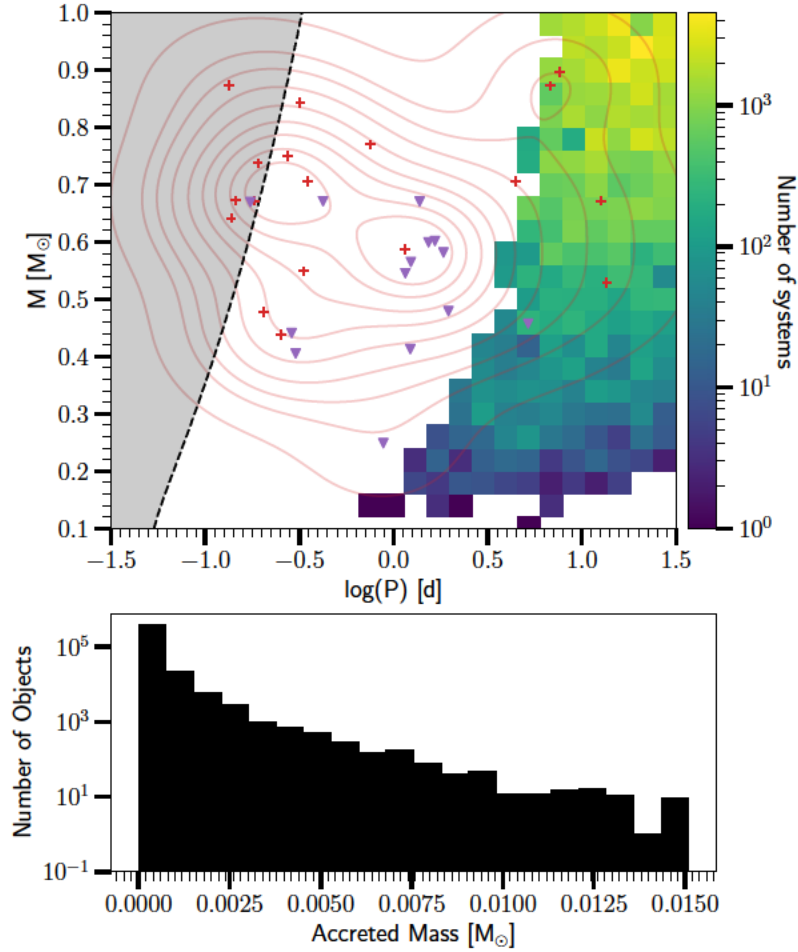 1.0
0.9
0.8
0.7
0.6
0.5
0.4
0.3
0.2
0.1
M [M⊙]
−1.5 −1.0 −0.5 0.0 0.5 1.0 1.5
log(P) [d]
10³
10²
10¹
10⁰
Number of systems
10⁵
10³
10¹
10⁻¹
Number of Objects
0.0000 0.0025 0.0050 0.0075 0.0100 0.0125 0.0150
Accreted Mass [M⊙]